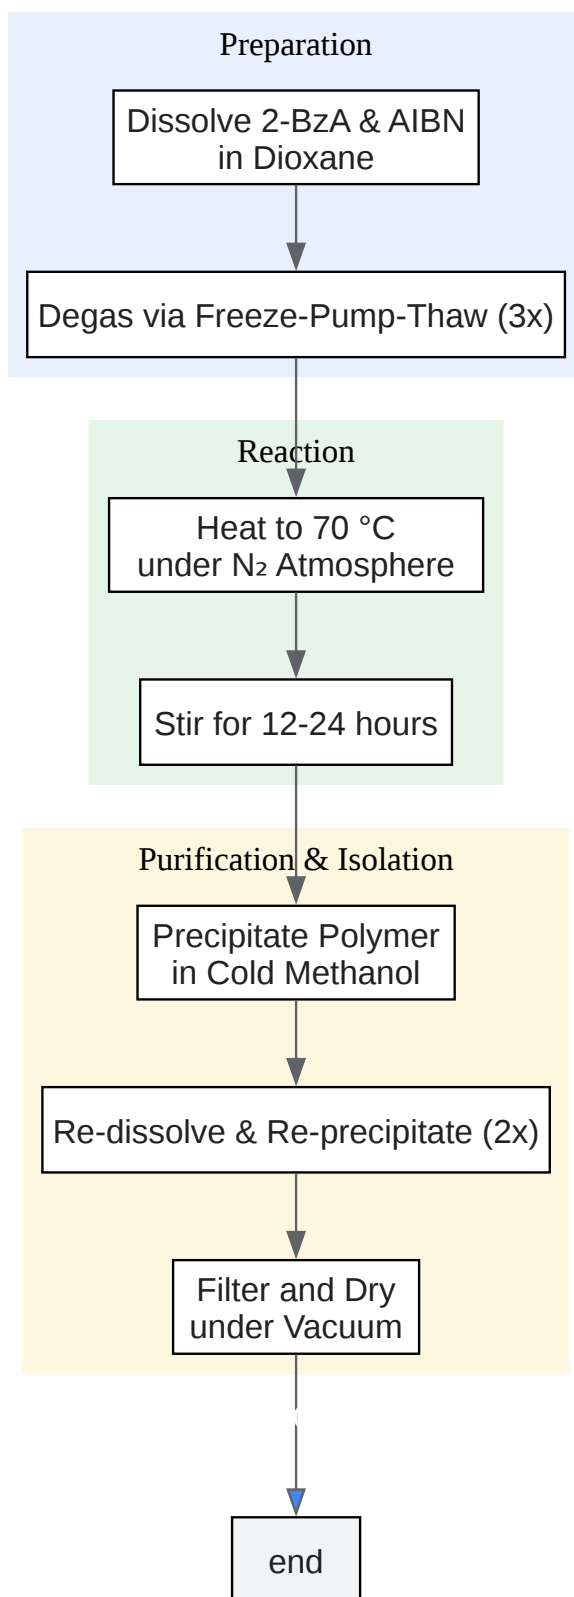 Preparation
Dissolve 2-BzA & AIBN
in Dioxane
Degas via Freeze-Pump-Thaw (3x)
Reaction
Heat to 70 °C
under N₂ Atmosphere
Stir for 12-24 hours
Purification & Isolation
Precipitate Polymer
in Cold Methanol
Re-dissolve & Re-precipitate (2x)
Filter and Dry
under Vacuum
end